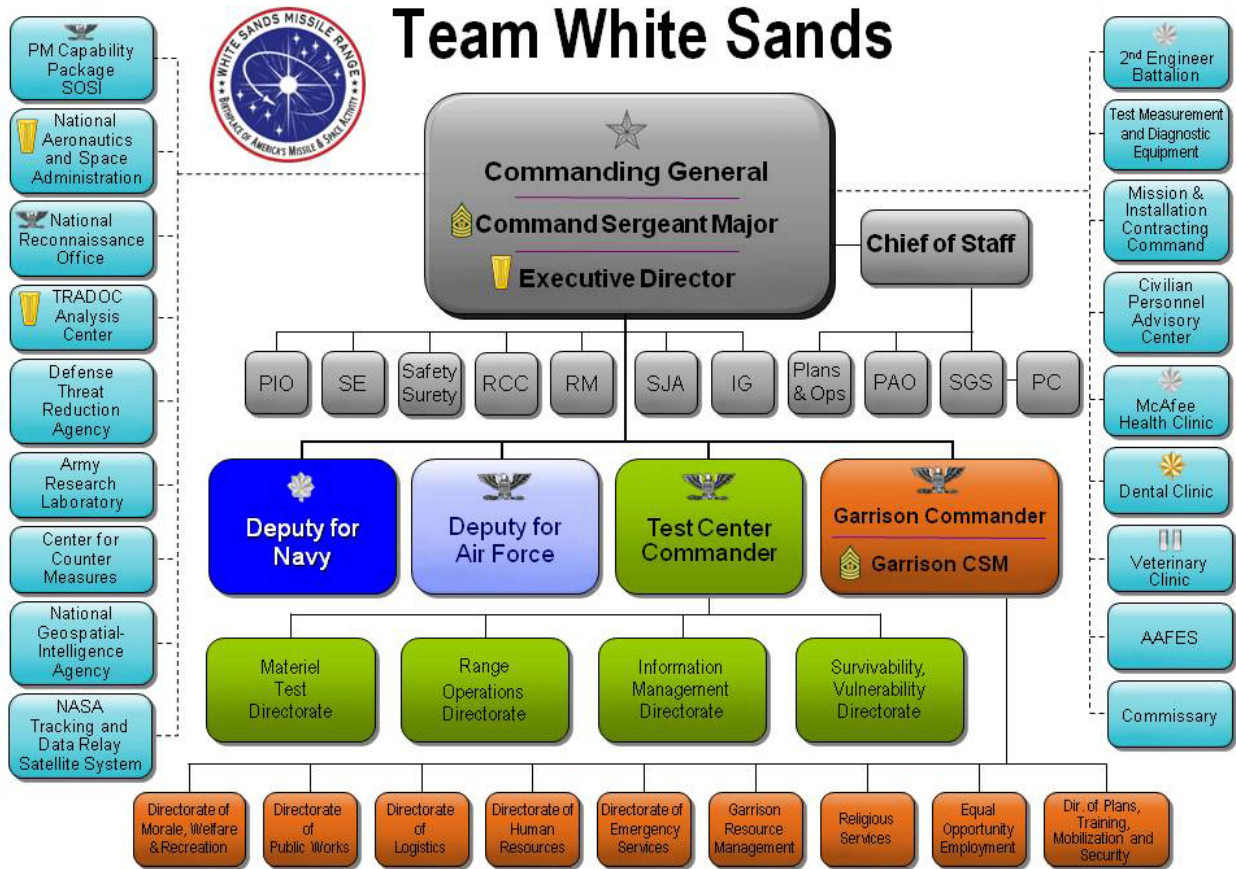 Team White Sands
★ WHITE SANDS MISSILE RANGE ★
BIRTHPLACE OF AMERICA'S MISSILE & SPACE ACTIVITY
PM Capability
Package
SOSI
National
Aeronautics
and Space
Administration
National
Reconnaissance
Office
TRADOC
Analysis
Center
Defense
Threat
Reduction
Agency
Army
Research
Laboratory
Center for
Counter
Measures
National
Geospatial-
Intelligence
Agency
NASA
Tracking and
Data Relay
Satellite System
Commanding General
Command Sergeant Major
Executive Director
Chief of Staff
PIO
SE
Safety
Surety
RCC
RM
SJA
IG
Plans
& Ops
PAO
SGS
PC
Deputy for
Navy
Deputy for
Air Force
Test Center
Commander
Garrison Commander
Garrison CSM
Materiel
Test
Directorate
Range
Operations
Directorate
Information
Management
Directorate
Survivability,
Vulnerability
Directorate
Directorate of
Morale, Welfare
& Recreation
Directorate
of
Public Works
Directorate
of
Logistics
Directorate of
Human
Resources
Directorate of
Emergency
Services
Garrison
Resource
Management
Religious
Services
Equal
Opportunity
Employment
Dir. of Plans,
Training,
Mobilization and
Security
2nd Engineer
Battalion
Test Measurement
and Diagnostic
Equipment
Mission &
Installation
Contracting
Command
Civilian
Personnel
Advisory
Center
McAfee
Health Clinic
Dental Clinic
Veterinary
Clinic
AAFES
Commissary